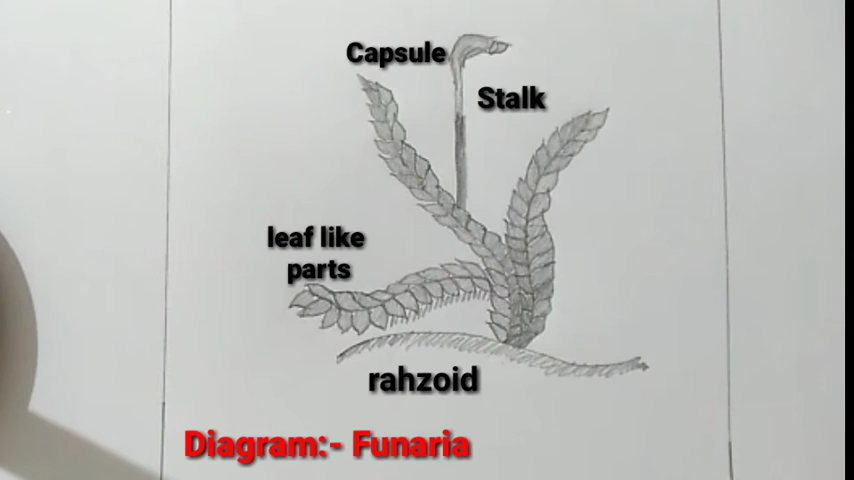 Capsule
Stalk
leaf like
parts
rahzoid
Diagram:- Funaria